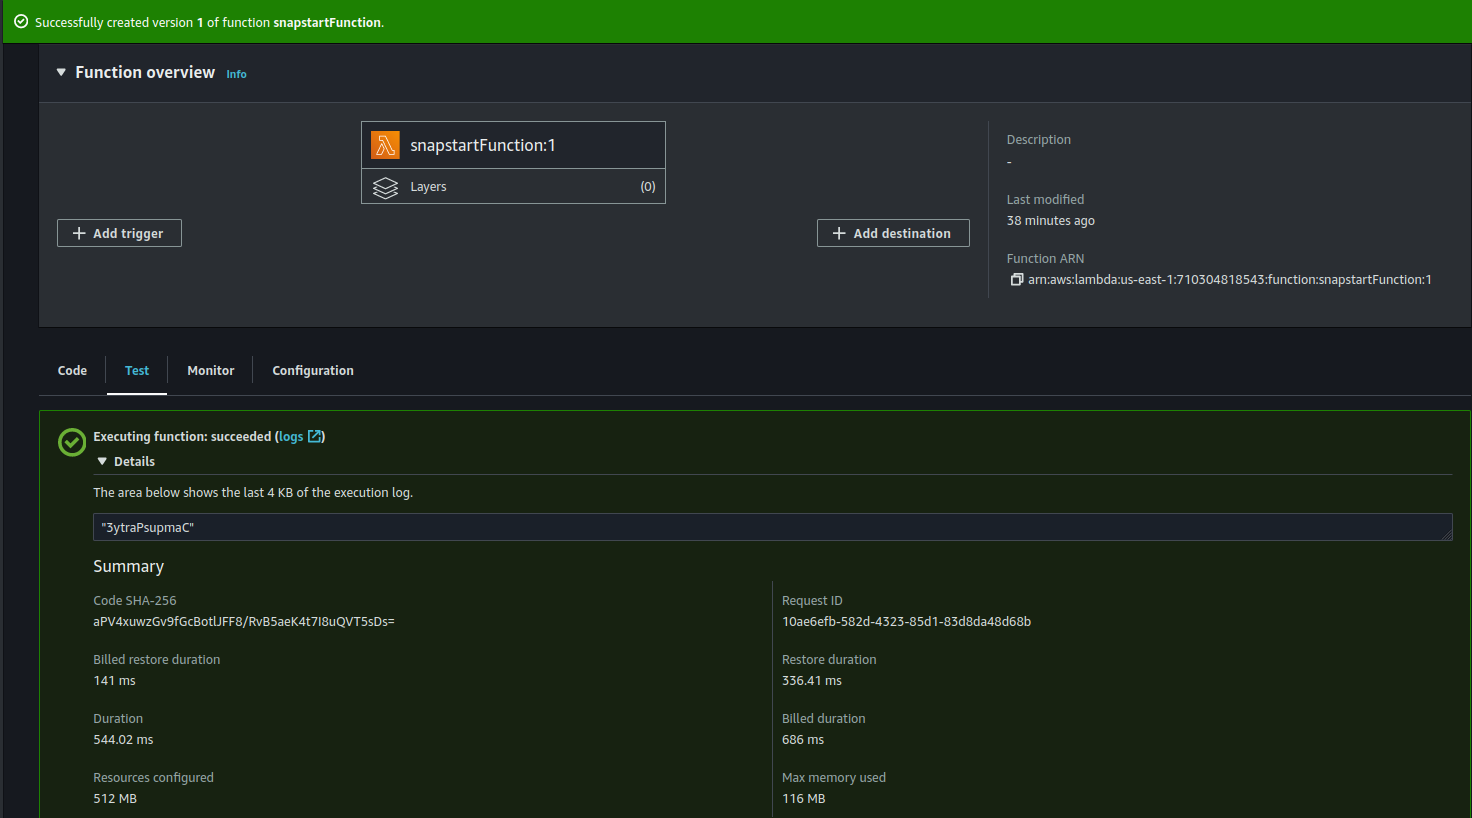 Successfully created version 1 of function snapstartFunction.
Function overview Info
snapstartFunction:1
Layers (0)
Add trigger
Add destination
Description
-
Last modified
38 minutes ago
Function ARN
arn:aws:lambda:us-east-1:710304818543:function:snapstartFunction:1
Code Test Monitor Configuration
Executing function: succeeded (logs)
Details
The area below shows the last 4 KB of the execution log.
"3ytraPsupmaC"
Summary
Code SHA-256
aPV4xuwzGv9fGcBotlJFF8/RvB5aeK4t7I8uQVT5sDs=
Request ID
10ae6efb-582d-4323-85d1-83d8da48d68b
Billed restore duration
141 ms
Restore duration
336.41 ms
Duration
544.02 ms
Billed duration
686 ms
Resources configured
512 MB
Max memory used
116 MB